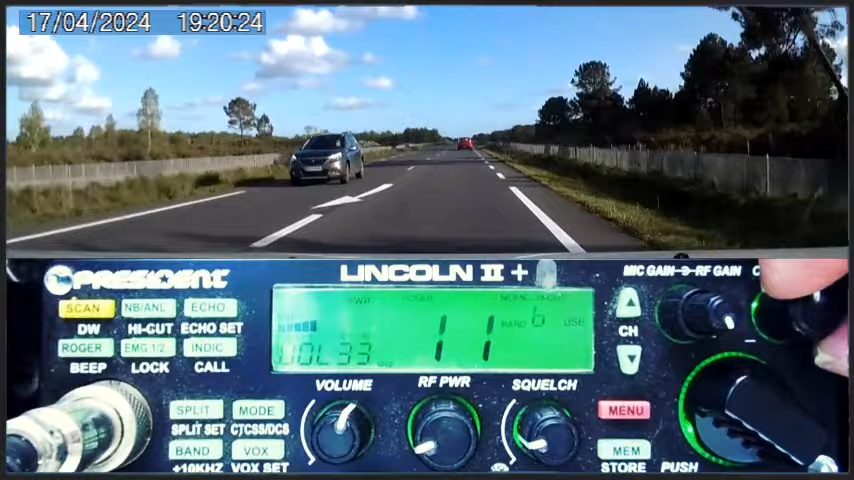 17/04/2024 19:20:24
PRESIDENT LINCOLN II + MIC GAIN RF GAIN
SCAN NB/ANL ECHO
DW HI-CUT ECHO SET
ROGER EMG 1/2 INDIC
BEEP LOCK CALL
BAND 6 USB
VOL33 11
CH
VOLUME RF PWR SQUELCH
SPLIT MODE MENU
SPLIT SET CTCSS/DCS
BAND VOX MEM
+10KHZ VOX SET STORE PUSH